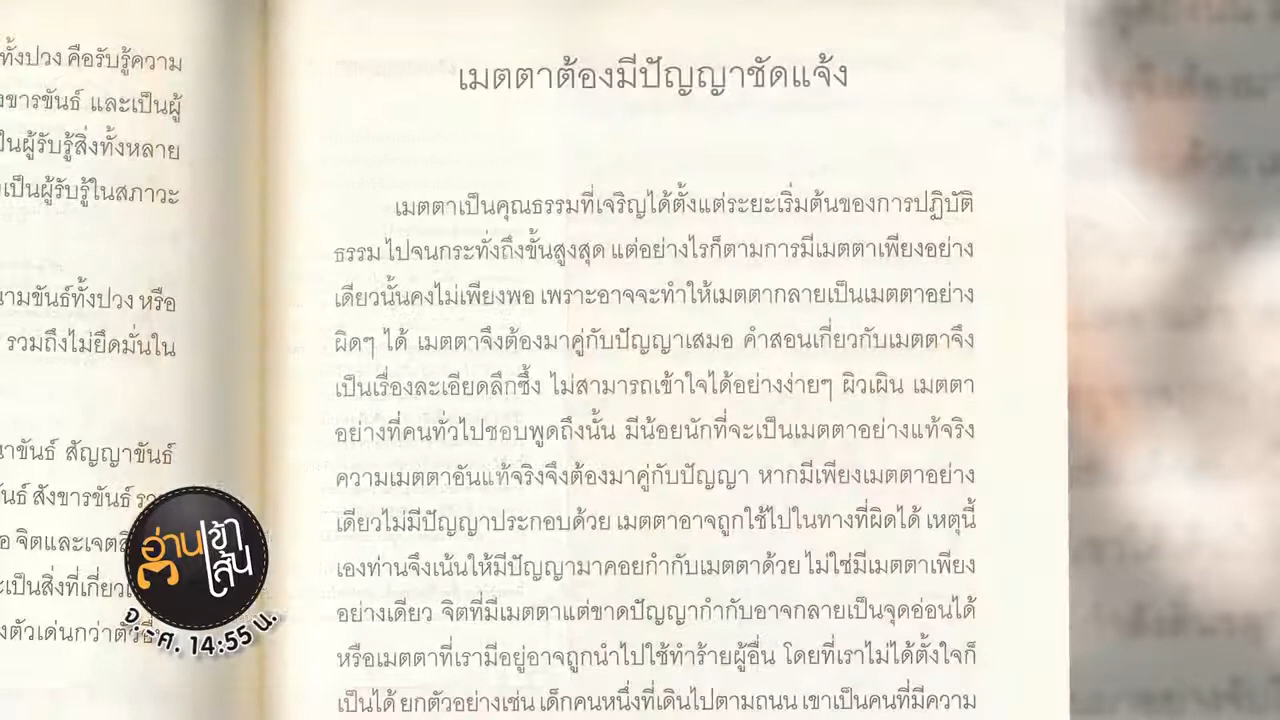 ทั้งปวง คือรับรู้ความ
ขารขันธ์ และเป็นผู้
ป็นผู้รับรู้สิ่งทั้งหลาย
เป็นผู้รับรู้ในสภาวะ
ามขันธ์ทั้งปวง หรือ
รวมถึงไม่ยึดมั่นใน
าขันธ์ สัญญาขันธ์
ันธ์ สังขารขันธ์
จิตและเจต
ะเป็นสิ่งที่เกี่ยว
งตัวเด่นกว่าตัว
เมตตาต้องมีปัญญาชัดแจ้ง
เมตตาเป็นคุณธรรมที่เจริญได้ตั้งแต่ระยะเริ่มต้นของการปฏิบัติ
ธรรม ไปจนกระทั่งถึงขั้นสูงสุด แต่อย่างไรก็ตามการมีเมตตาเพียงอย่าง
เดียวนั้นคงไม่เพียงพอ เพราะอาจจะทำให้เมตตากลายเป็นเมตตาอย่าง
ผิดๆ ได้ เมตตาจึงต้องมาคู่กับปัญญาเสมอ คำสอนเกี่ยวกับเมตตาจึง
เป็นเรื่องละเอียดลึกซึ้ง ไม่สามารถเข้าใจได้อย่างง่ายๆ ผิวเผิน เมตตา
อย่างที่คนทั่วไปชอบพูดถึงนั้น มีน้อยนักที่จะเป็นเมตตาอย่างแท้จริง
ความเมตตาอันแท้จริงจึงต้องมาคู่กับปัญญา หากมีเพียงเมตตาอย่าง
เดียวไม่มีปัญญาประกอบด้วย เมตตาอาจถูกใช้ไปในทางที่ผิดได้ เหตุนี้
เองท่านจึงเน้นให้มีปัญญามาคอยกำกับเมตตาด้วย ไม่ใช่มีเมตตาเพียง
อย่างเดียว จิตที่มีเมตตาแต่ขาดปัญญากำกับอาจกลายเป็นจุดอ่อนได้
หรือเมตตาที่เรามีอยู่อาจถูกนำไปใช้ทำร้ายผู้อื่น โดยที่เราไม่ได้ตั้งใจก็
เป็นได้ ยกตัวอย่างเช่น เด็กคนหนึ่งที่เดินไปตามถนน เขาเป็นคนที่มีความ
อ่านเข้า
เส้น
จ.-ศ. 14:55 น.